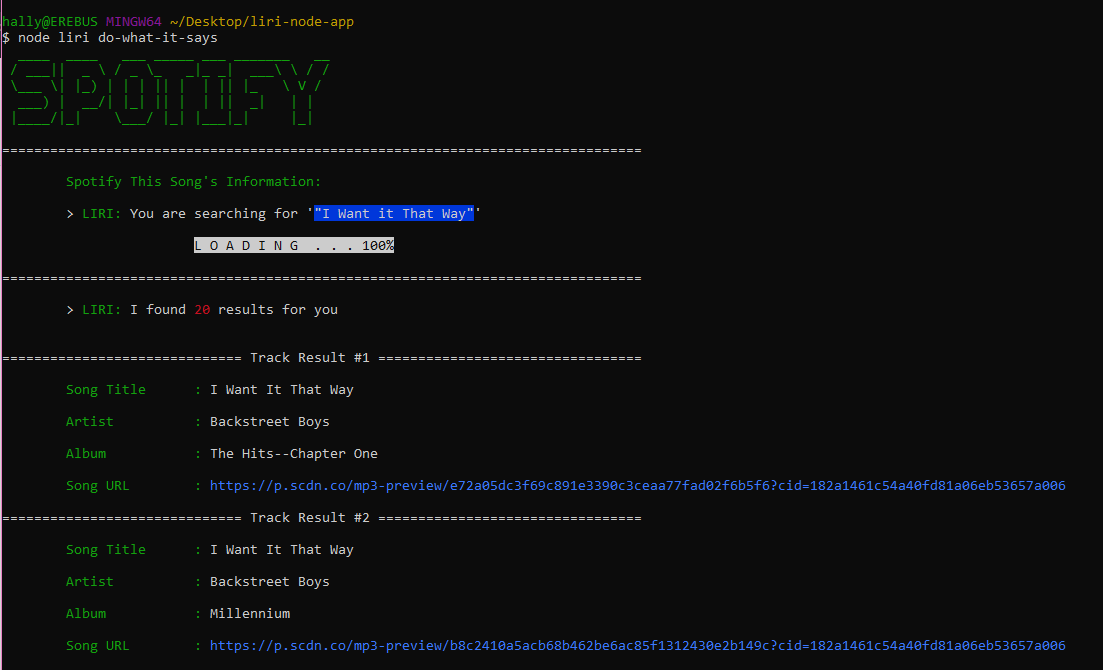 hally@EREBUS MINGW64 ~/Desktop/liri-node-app
$ node liri do-what-it-says
SPOTIFY
================================================================================
Spotify This Song's Information:
> LIRI: You are searching for '"I Want it That Way"'
L O A D I N G  . . . 100%
================================================================================
> LIRI: I found 20 results for you
============================== Track Result #1 =================================
Song Title      : I Want It That Way
Artist          : Backstreet Boys
Album           : The Hits--Chapter One
Song URL        : https://p.scdn.co/mp3-preview/e72a05dc3f69c891e3390c3ceaa77fad02f6b5f6?cid=182a1461c54a40fd81a06eb53657a006
============================== Track Result #2 =================================
Song Title      : I Want It That Way
Artist          : Backstreet Boys
Album           : Millennium
Song URL        : https://p.scdn.co/mp3-preview/b8c2410a5acb68b462be6ac85f1312430e2b149c?cid=182a1461c54a40fd81a06eb53657a006